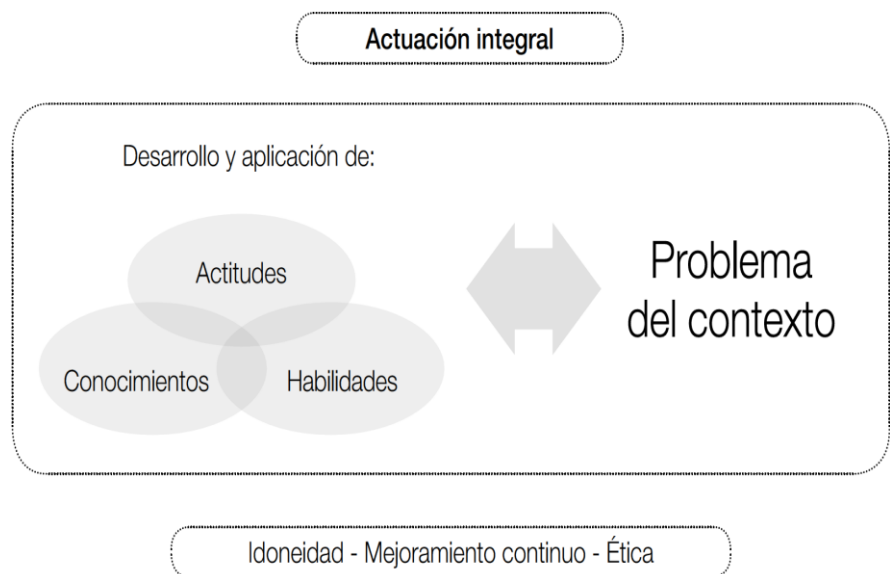 Actuación integral
Desarrollo y aplicación de:
Actitudes
Conocimientos
Habilidades
Problema
del contexto
Idoneidad - Mejoramiento continuo - Ética